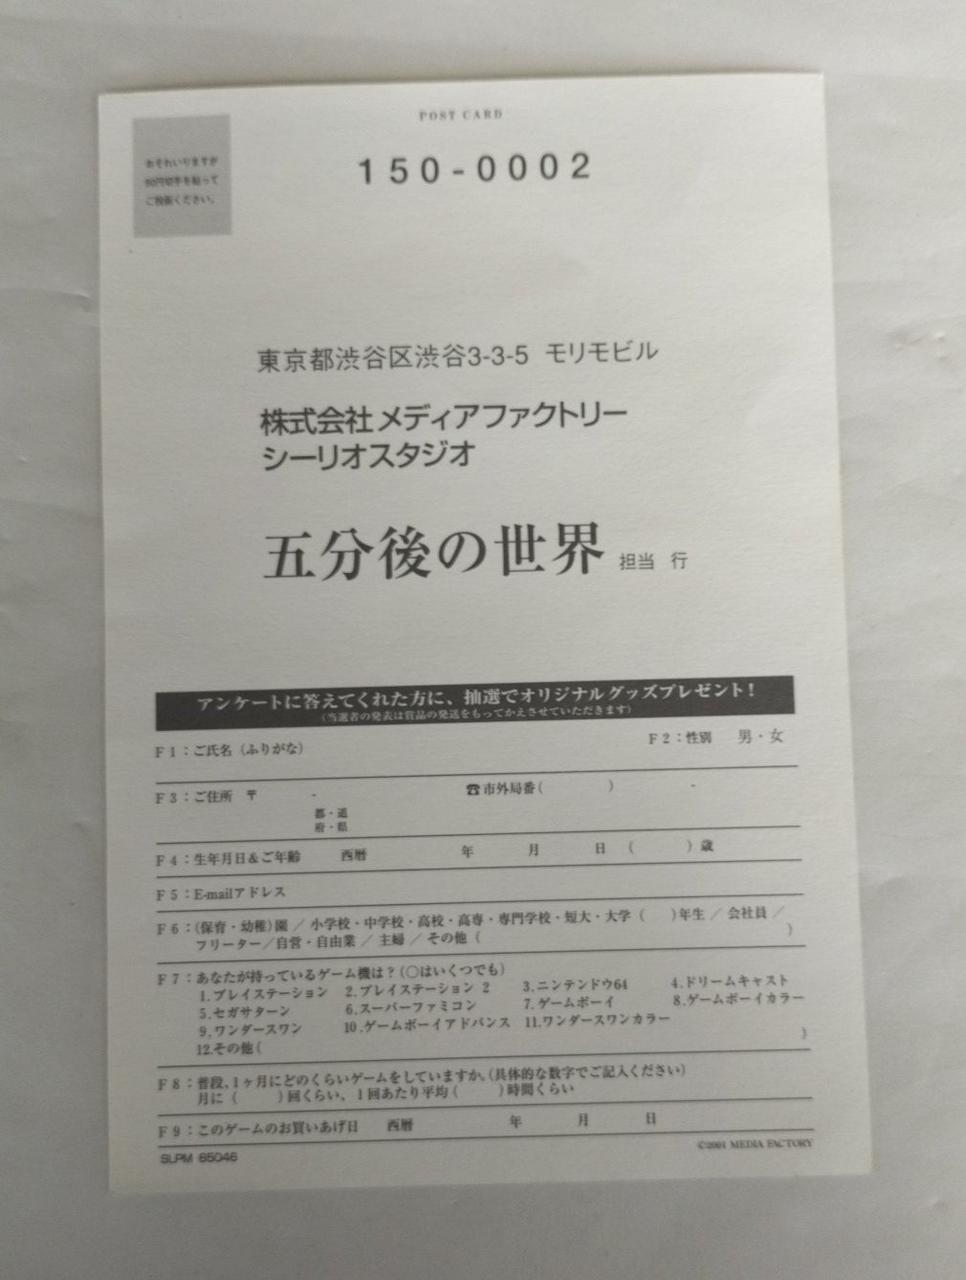 POST CARD
おそれいりますが
50円切手を貼って
ご投函ください。
150-0002
東京都渋谷区渋谷3-3-5 モリモビル
株式会社メディアファクトリー
シーリオスタジオ
五分後の世界 担当 行
アンケートに答えてくれた方に、抽選でオリジナルグッズプレゼント!
(当選者の発表は賞品の発送をもってかえさせていただきます)
F1:ご氏名(ふりがな) F2:性別 男・女
F3:ご住所 〒 - ☎市外局番( ) -
都・道
府・県
F4:生年月日&ご年齢 西暦 年 月 日 ( )歳
F5:E-mailアドレス
F6:(保育・幼稚)園/小学校・中学校・高校・高専・専門学校・短大・大学( )年生/会社員/
フリーター/自営・自由業/主婦/その他( )
F7:あなたが持っているゲーム機は?(○はいくつでも)
1.プレイステーション 2.プレイステーション 2 3.ニンテンドウ64 4.ドリームキャスト
5.セガサターン 6.スーパーファミコン 7.ゲームボーイ 8.ゲームボーイカラー
9.ワンダースワン 10.ゲームボーイアドバンス 11.ワンダースワンカラー
12.その他( )
F8:普段、1ヶ月にどのくらいゲームをしていますか。(具体的な数字でご記入ください)
月に( )回くらい、1回あたり平均( )時間くらい
F9:このゲームのお買いあげ日 西暦 年 月 日
SLPM 65046 ©2001 MEDIA FACTORY